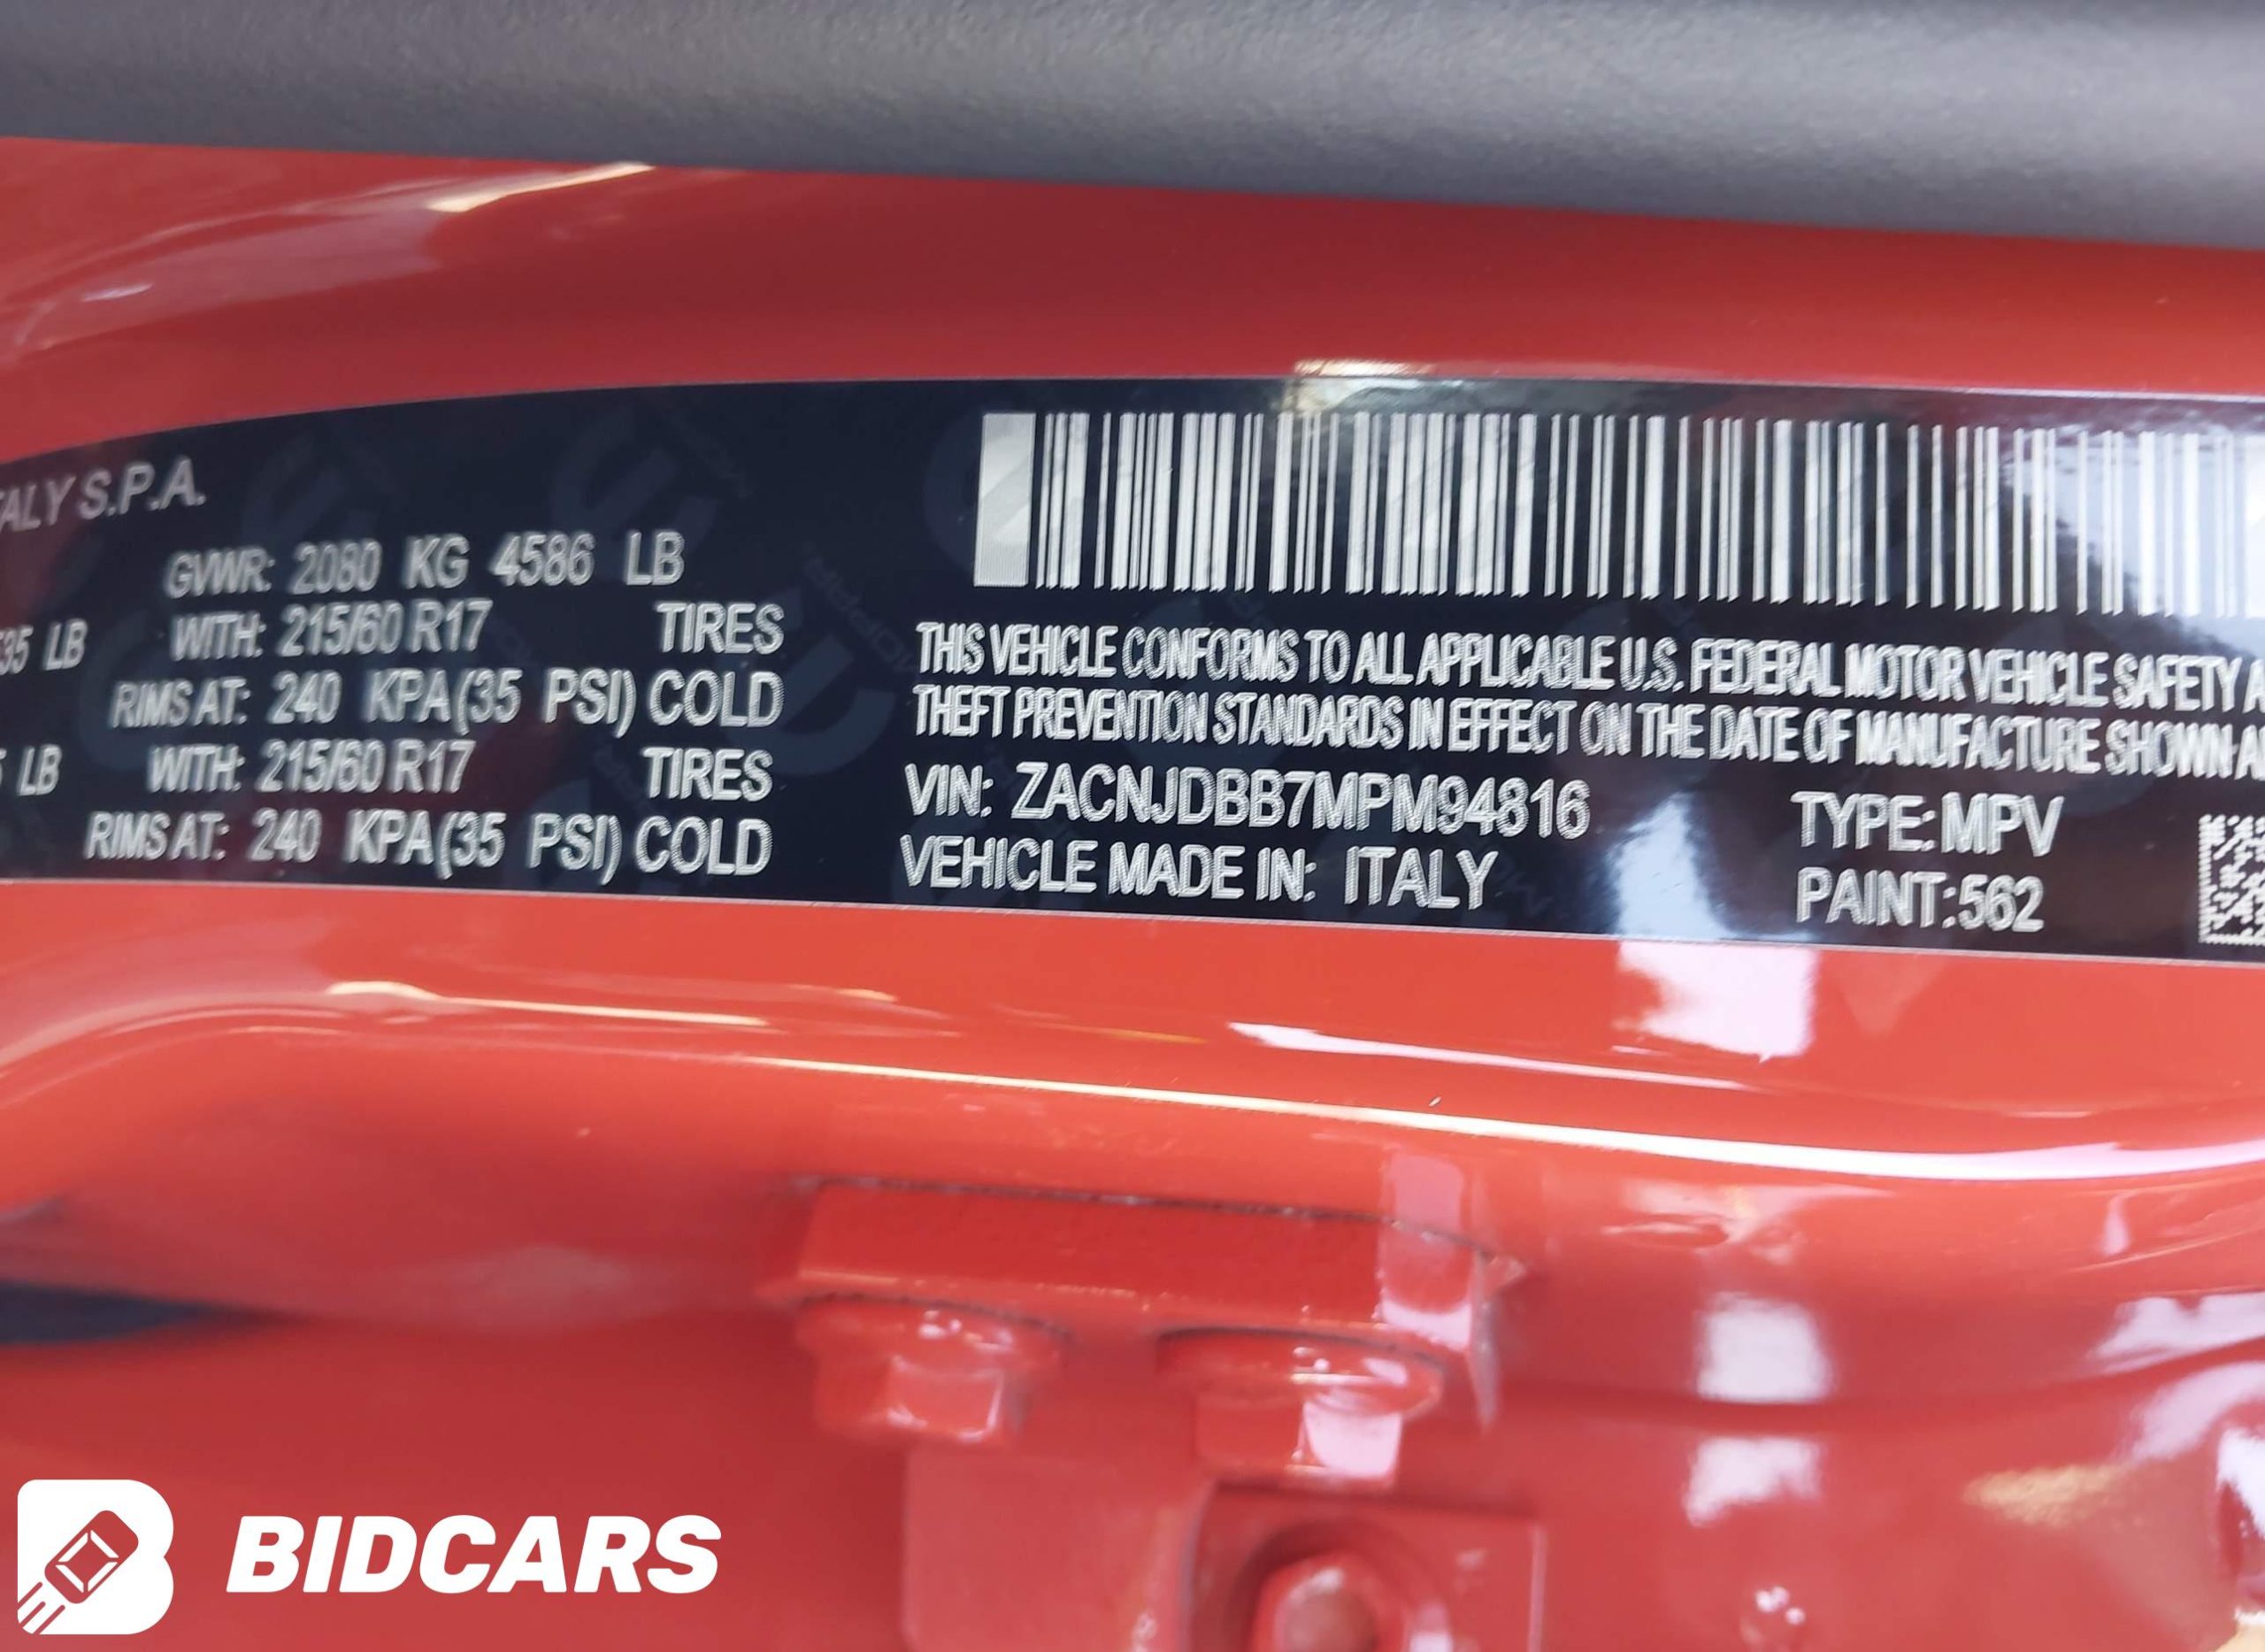 ALY S.P.A.
GVWR: 2080 KG 4586 LB
35 LB WITH: 215/60 R17 TIRES
RIMS AT: 240 KPA(35 PSI) COLD
LB WITH: 215/60 R17 TIRES
RIMS AT: 240 KPA(35 PSI) COLD
THIS VEHICLE CONFORMS TO ALL APPLICABLE U.S. FEDERAL MOTOR VEHICLE SAFETY A
THEFT PREVENTION STANDARDS IN EFFECT ON THE DATE OF MANUFACTURE SHOWN A
VIN: ZACNJDBB7MPM94816 TYPE: MPV
VEHICLE MADE IN: ITALY PAINT:562
BIDCARS